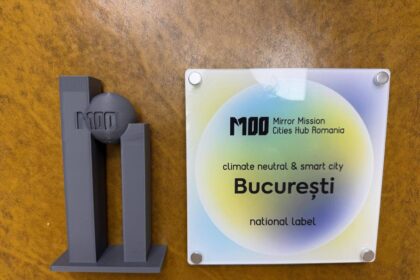 M00
M00 Mirror Mission
Cities Hub Romania
climate neutral & smart city
București
national label